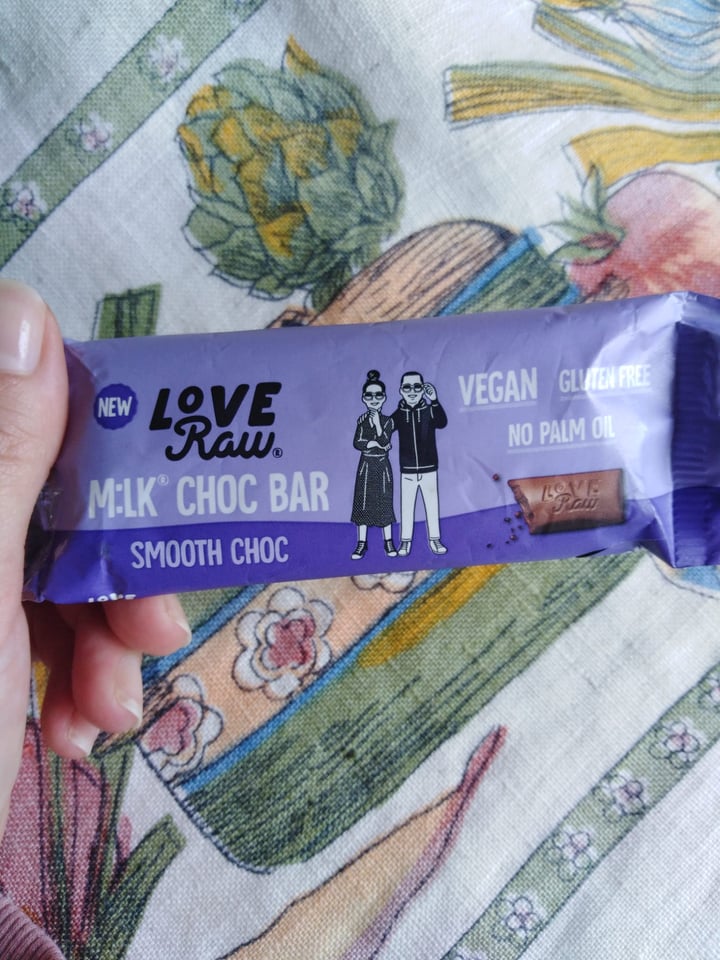 NEW
LOVE
Raw®
M:LK® CHOC BAR
SMOOTH CHOC
VEGAN
GLUTEN FREE
NO PALM OIL
LOVE
Raw